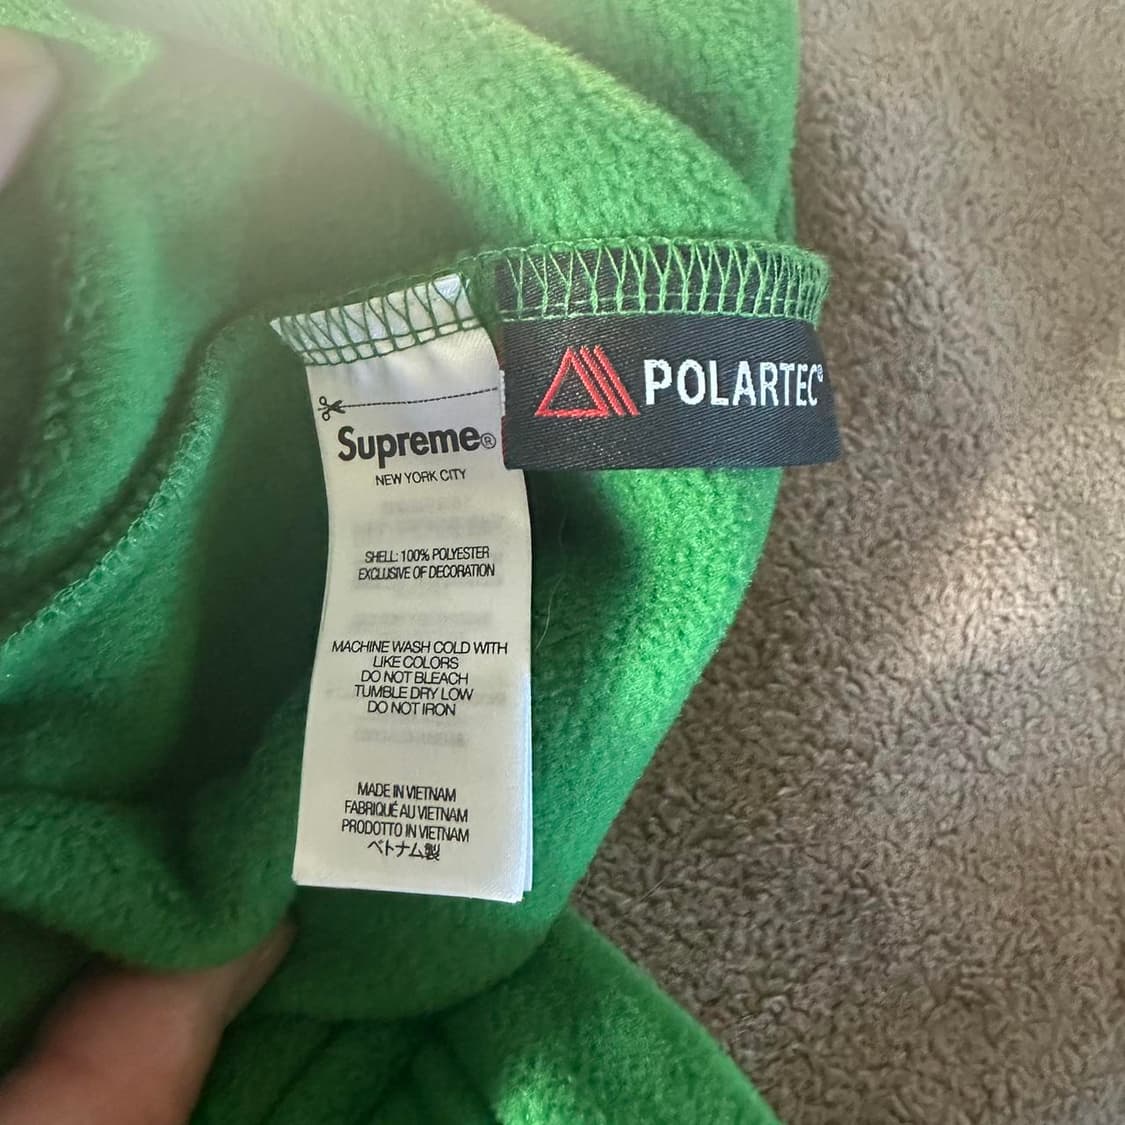 POLARTEC®
Supreme®
NEW YORK CITY
SHELL: 100% POLYESTER
EXCLUSIVE OF DECORATION
MACHINE WASH COLD WITH
LIKE COLORS
DO NOT BLEACH
TUMBLE DRY LOW
DO NOT IRON
MADE IN VIETNAM
FABRIQUÉ AU VIETNAM
PRODOTTO IN VIETNAM
ベトナム製